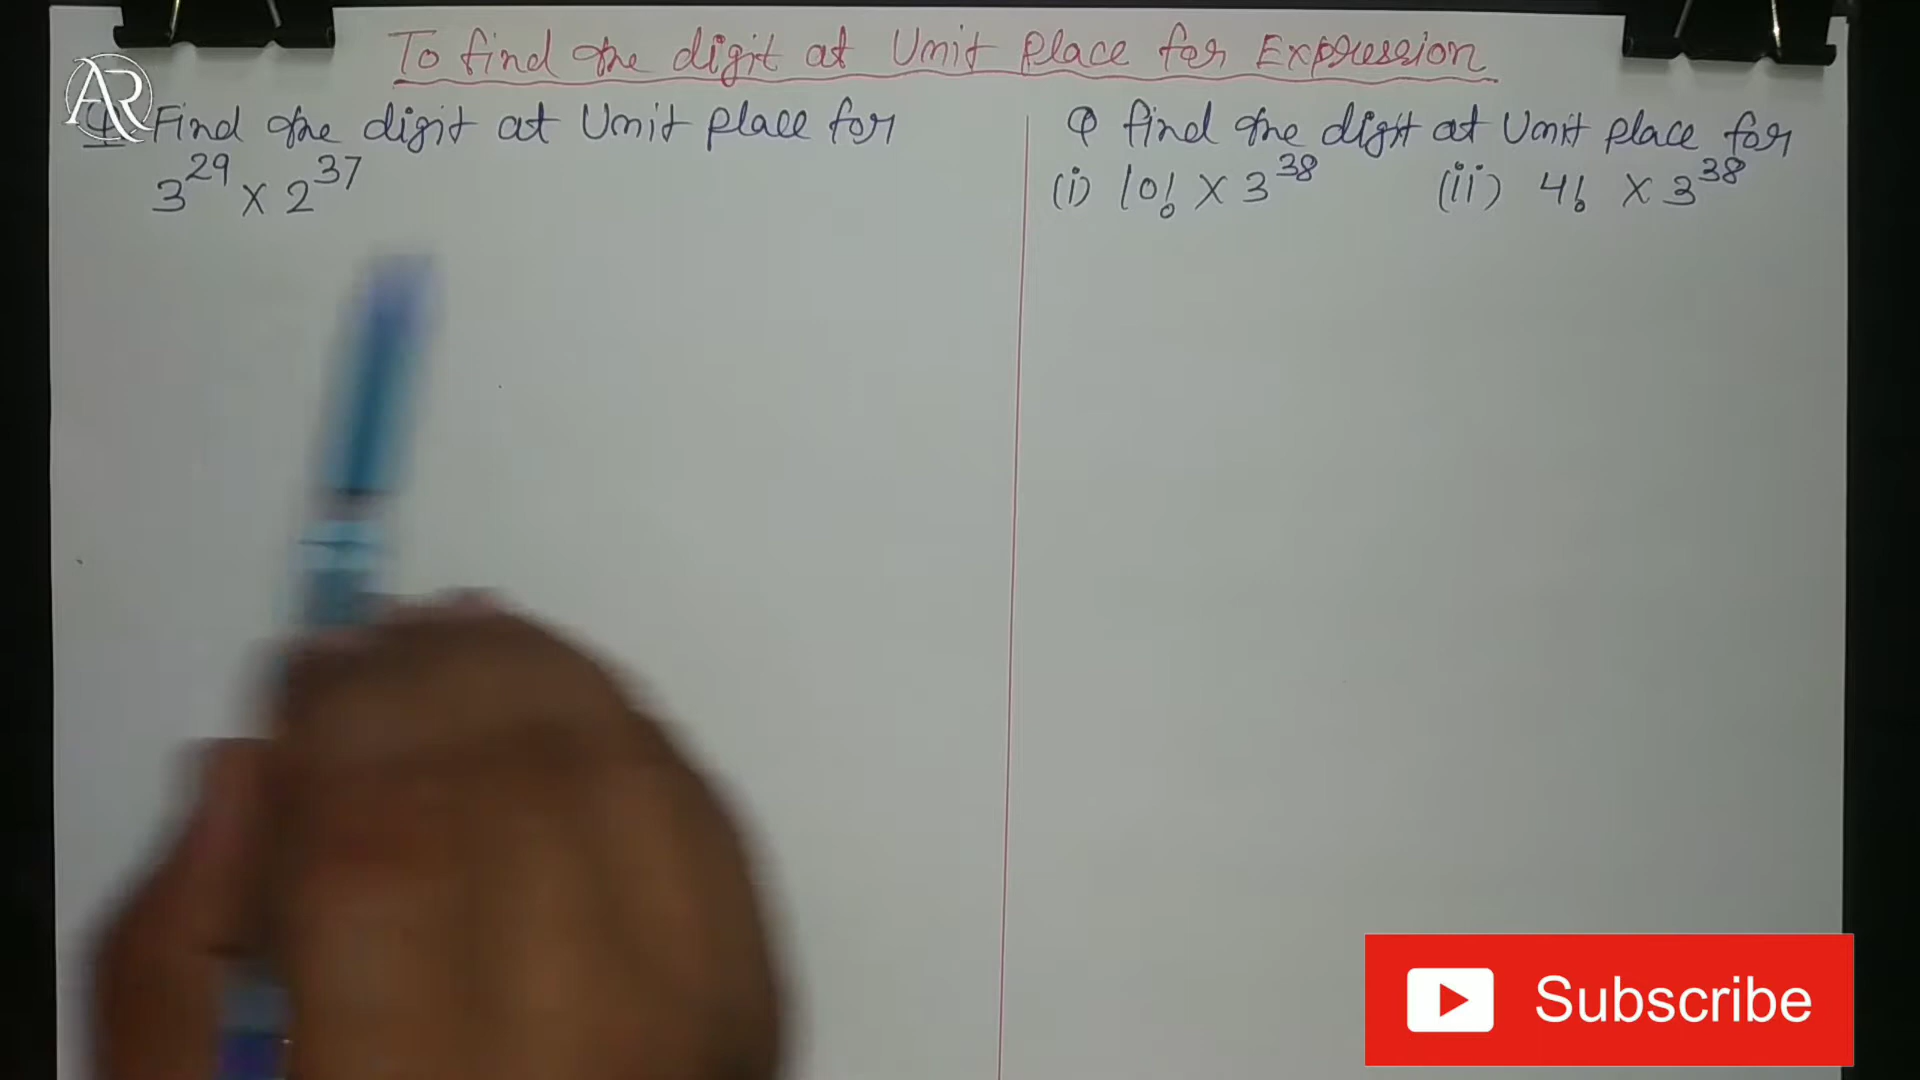 To find the digit at Unit place for Expression
AR
Q Find the digit at Unit place for
3^29 x 2^37
Q find the digit at Unit place for
(i) 10! x 3^38 (ii) 4! x 3^38
Subscribe